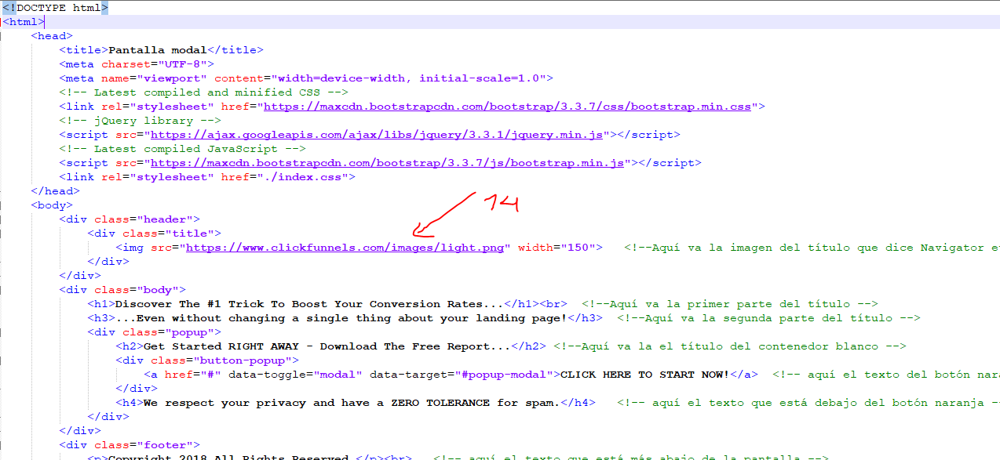 <!DOCTYPE html>
<html>
<head>
<title>Pantalla modal</title>
<meta charset="UTF-8">
<meta name="viewport" content="width=device-width, initial-scale=1.0">
<!-- Latest compiled and minified CSS -->
<link rel="stylesheet" href="https://maxcdn.bootstrapcdn.com/bootstrap/3.3.7/css/bootstrap.min.css">
<!-- jQuery library -->
<script src="https://ajax.googleapis.com/ajax/libs/jquery/3.3.1/jquery.min.js"></script>
<!-- Latest compiled JavaScript -->
<script src="https://maxcdn.bootstrapcdn.com/bootstrap/3.3.7/js/bootstrap.min.js"></script>
<link rel="stylesheet" href="./index.css">
</head>
<body>
14
<div class="header">
<div class="title">
<img src="https://www.clickfunnels.com/images/light.png" width="150"> <!--Aquí va la imagen del título que dice Navigator
</div>
</div>
<div class="body">
<h1>Discover The #1 Trick To Boost Your Conversion Rates...</h1><br> <!--Aquí va la primer parte del título -->
<h3>...Even without changing a single thing about your landing page!</h3> <!--Aquí va la segunda parte del título -->
<div class="popup">
<h2>Get Started RIGHT AWAY - Download The Free Report...</h2> <!--Aquí va la el título del contenedor blanco -->
<div class="button-popup">
<a href="#" data-toggle="modal" data-target="#popup-modal">CLICK HERE TO START NOW!</a> <!-- aquí el texto del botón
</div>
<h4>We respect your privacy and have a ZERO TOLERANCE for spam.</h4> <!-- aquí el texto que está debajo del botón naranja
</div>
</div>
<div class="footer">
<p>Copyright 2018 All Rights Reserved </p><br> <!-- aquí el texto que está más abajo de la pantalla -->